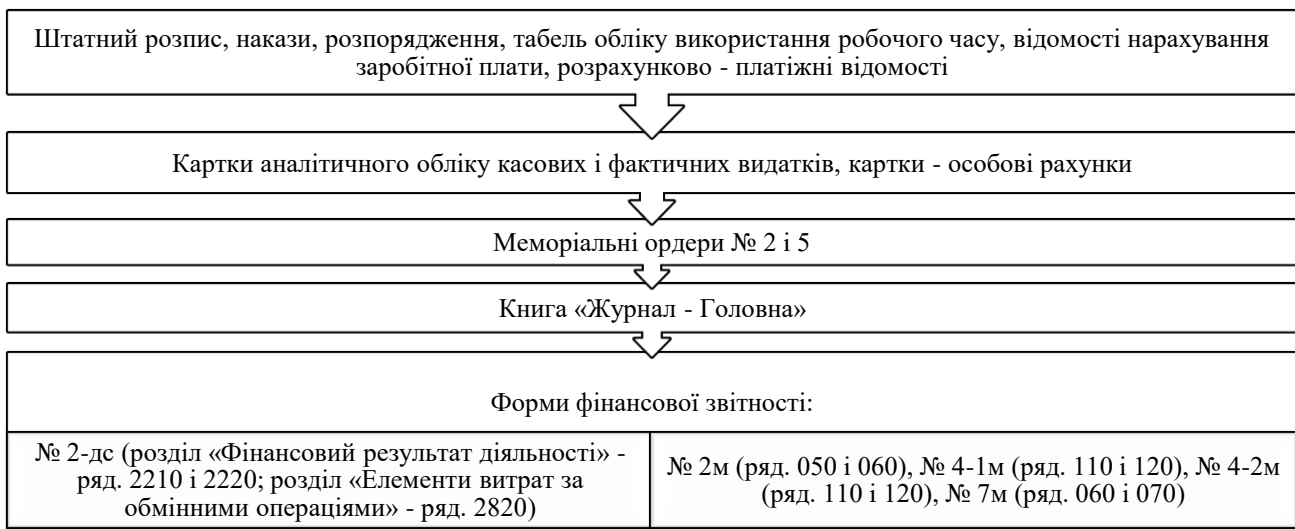 Штатний розпис, накази, розпорядження, табель обліку використання робочого часу, відомості нарахування
заробітної плати, розрахунково - платіжні відомості
Картки аналітичного обліку касових і фактичних видатків, картки - особові рахунки
Меморіальні ордери № 2 і 5
Книга «Журнал - Головна»
Форми фінансової звітності:
№ 2-дс (розділ «Фінансовий результат діяльності» -
ряд. 2210 і 2220; розділ «Елементи витрат за
обмінними операціями» - ряд. 2820)
№ 2м (ряд. 050 і 060), № 4-1м (ряд. 110 і 120), № 4-2м
(ряд. 110 і 120), № 7м (ряд. 060 і 070)